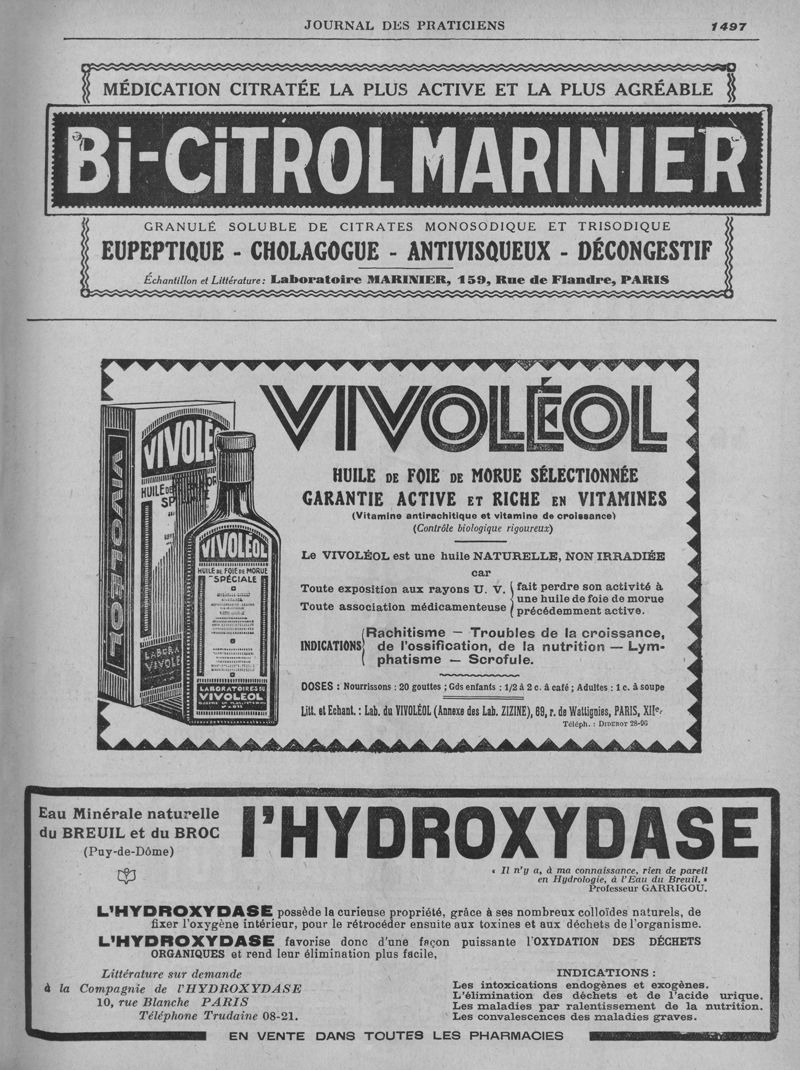 JOURNAL DES PRATICIENS 1497
MÉDICATION CITRATÉE LA PLUS ACTIVE ET LA PLUS AGRÉABLE
Bi-CiTROL MARINIER
GRANULÉ SOLUBLE DE CITRATES MONOSODIQUE ET TRISODIQUE
EUPEPTIQUE - CHOLAGOGUE - ANTIVISQUEUX - DÉCONGESTIF
Échantillon et Littérature: Laboratoire MARINIER, 159, Rue de Flandre, PARIS
VIVOLÉOL
HUILE DE FOIE DE MORUE SÉLECTIONNÉE
GARANTIE ACTIVE ET RICHE EN VITAMINES
(Vitamine antirachitique et vitamine de croissance)
(Contrôle biologique rigoureux)
Le VIVOLÉOL est une huile NATURELLE, NON IRRADIÉE
car
Toute exposition aux rayons U. V.
Toute association médicamenteuse
fait perdre son activité à
une huile de foie de morue
précédemment active.
INDICATIONS
Rachitisme — Troubles de la croissance,
de l'ossification, de la nutrition — Lym-
phatisme — Scrofule.
DOSES : Nourrissons : 20 gouttes ; Gds enfants : 1/2 à 2 c. à café ; Adultes : 1 c. à soupe
Litt. et Echant. : Lab. du VIVOLÉOL (Annexe des Lab. ZIZINE), 69, r. de Wattignies, PARIS, XIIe.
Téléph. : DIDEROT 28-96
VIVOLÉOL
VIVOLÉ
HUILE DE
SP
LABORA
VIVOLÉ
VIVOLÉOL
HUILE DE FOIE DE MORUE
SPÉCIALE
LABORATOIRES DU
VIVOLÉOL
Eau Minérale naturelle
du BREUIL et du BROC
(Puy-de-Dôme)
l'HYDROXYDASE
« Il n'y a, à ma connaissance, rien de pareil
en Hydrologie, à l'Eau du Breuil. »
Professeur GARRIGOU.
L'HYDROXYDASE possède la curieuse propriété, grâce à ses nombreux colloïdes naturels, de
fixer l'oxygène intérieur, pour le rétrocéder ensuite aux toxines et aux déchets de l'organisme.
L'HYDROXYDASE favorise donc d'une façon puissante l'OXYDATION DES DÉCHETS
ORGANIQUES et rend leur élimination plus facile,
Littérature sur demande
à la Compagnie de l'HYDROXYDASE
10, rue Blanche PARIS
Téléphone Trudaine 08-21.
INDICATIONS :
Les intoxications endogènes et exogènes.
L'élimination des déchets et de l'acide urique.
Les maladies par ralentissement de la nutrition.
Les convalescences des maladies graves.
EN VENTE DANS TOUTES LES PHARMACIES